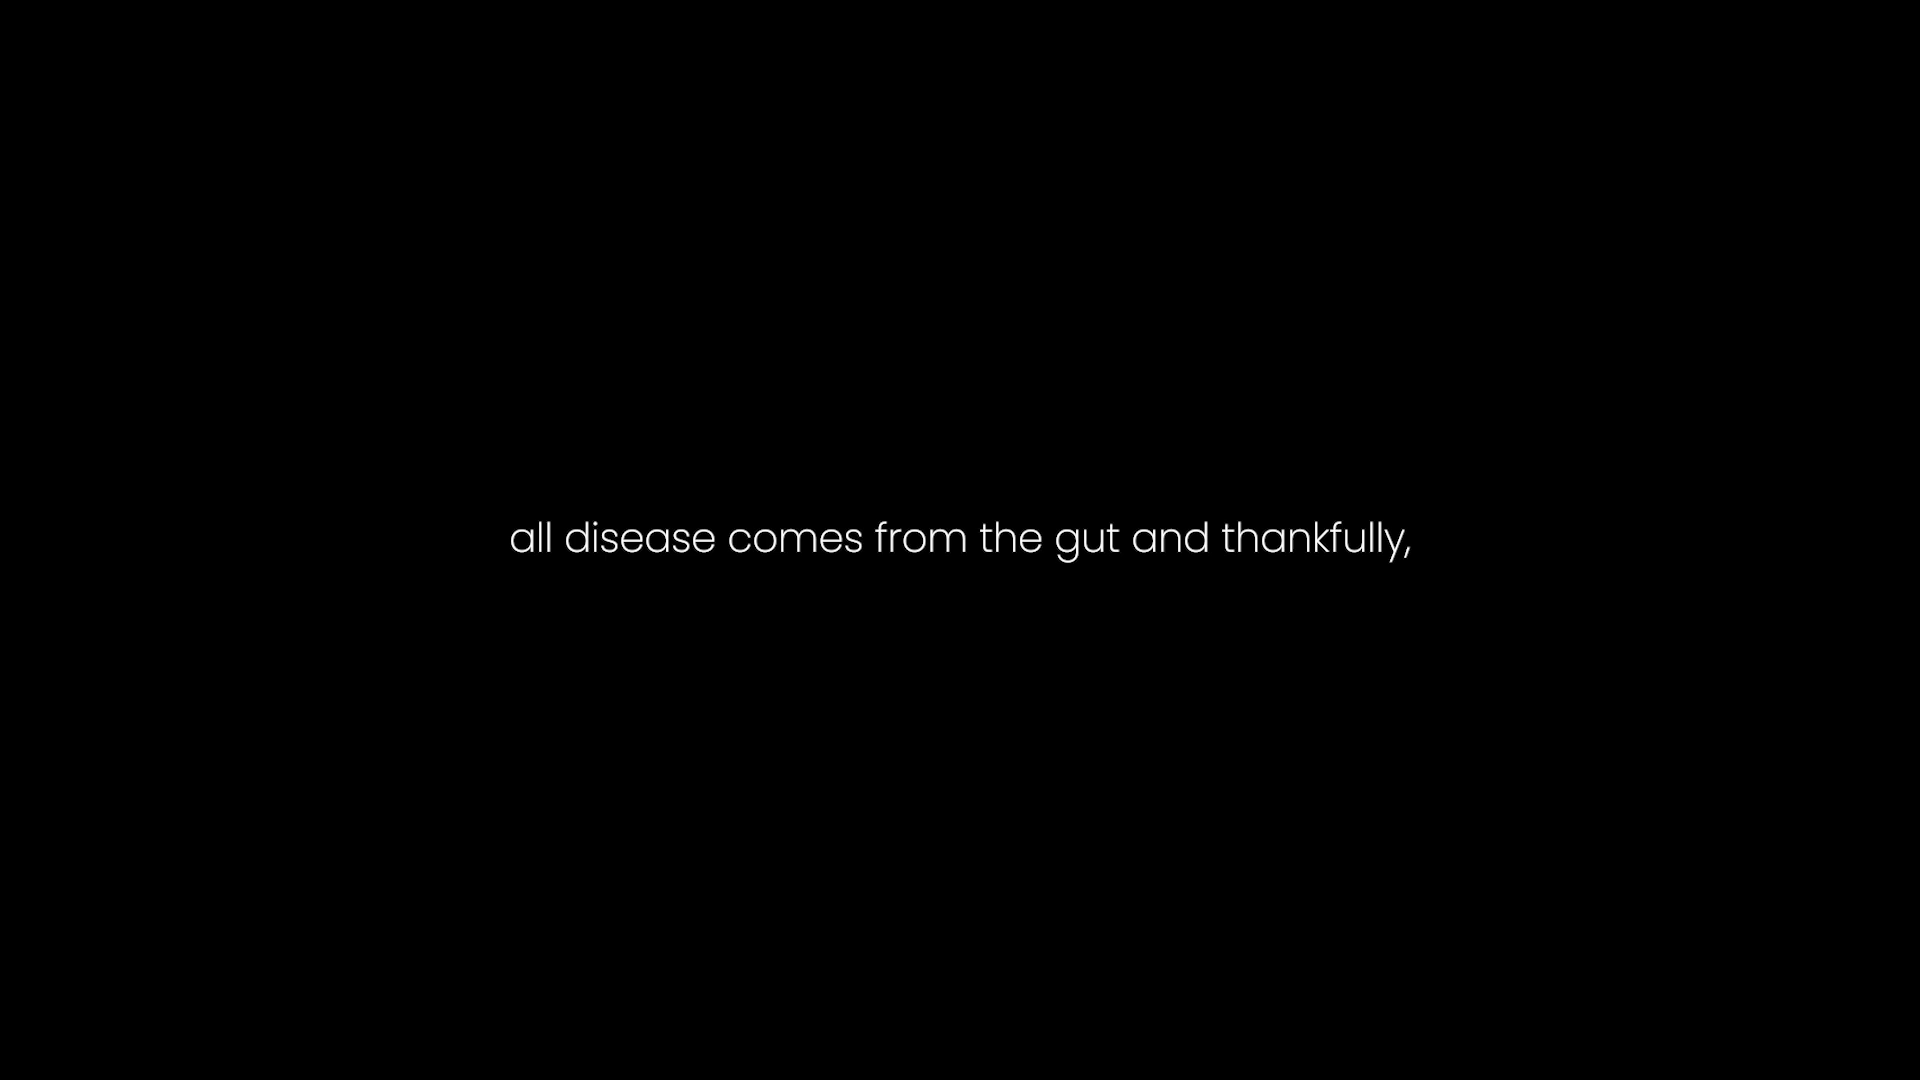 all disease comes from the gut and thankfully,